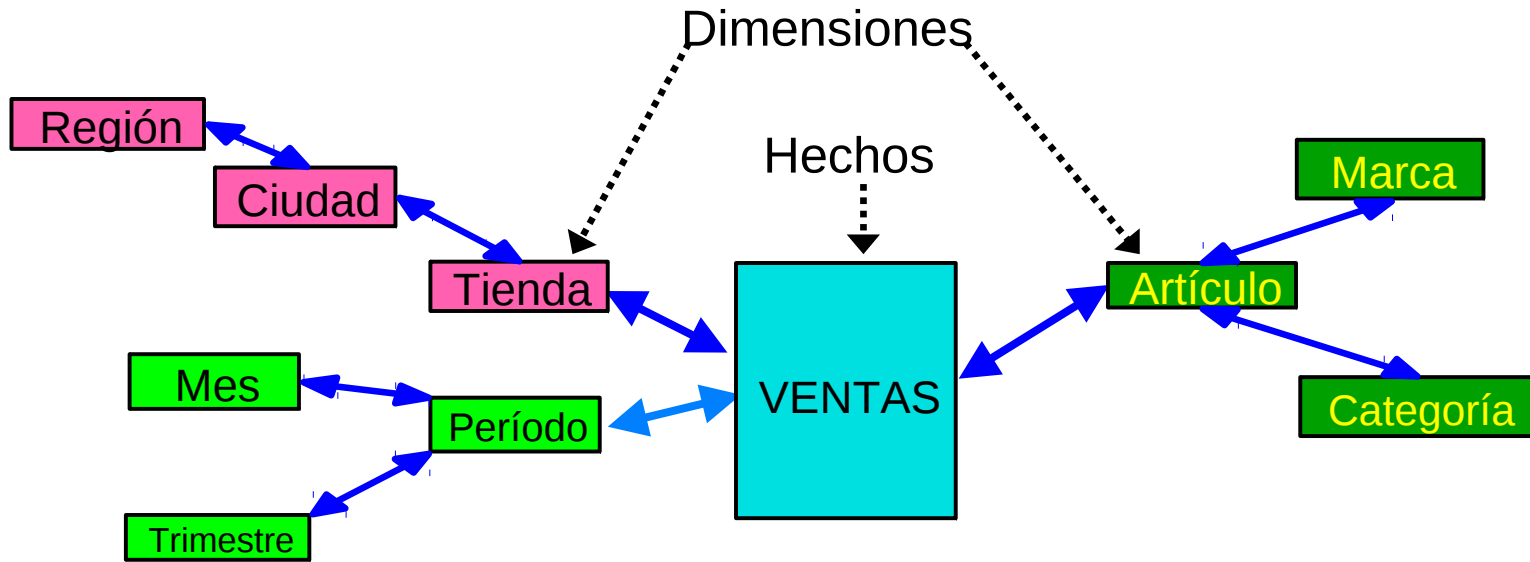 Dimensiones
Región
Hechos
Marca
Ciudad
Tienda
Artículo
Mes
VENTAS
Período
Categoría
Trimestre